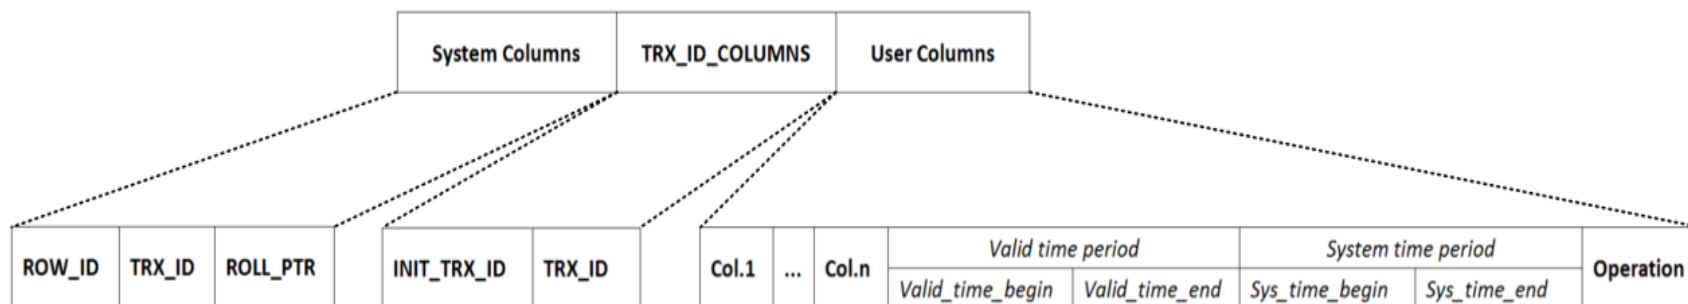 System Columns TRX_ID_COLUMNS User Columns
ROW_ID TRX_ID ROLL_PTR INIT_TRX_ID TRX_ID Col.1 ... Col.n Valid time period System time period Operation
Valid_time_begin Valid_time_end Sys_time_begin Sys_time_end